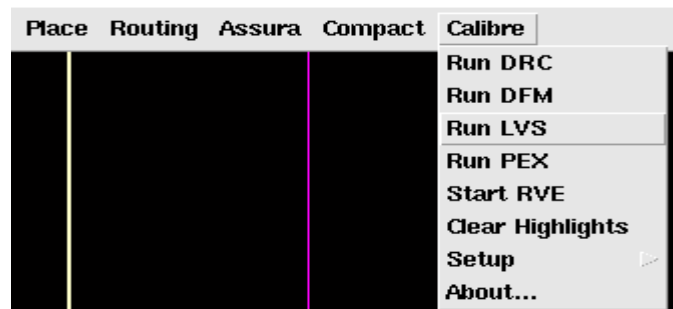 Place Routing Assura Compact Calibre
Run DRC
Run DFM
Run LVS
Run PEX
Start RVE
Clear Highlights
Setup
About...